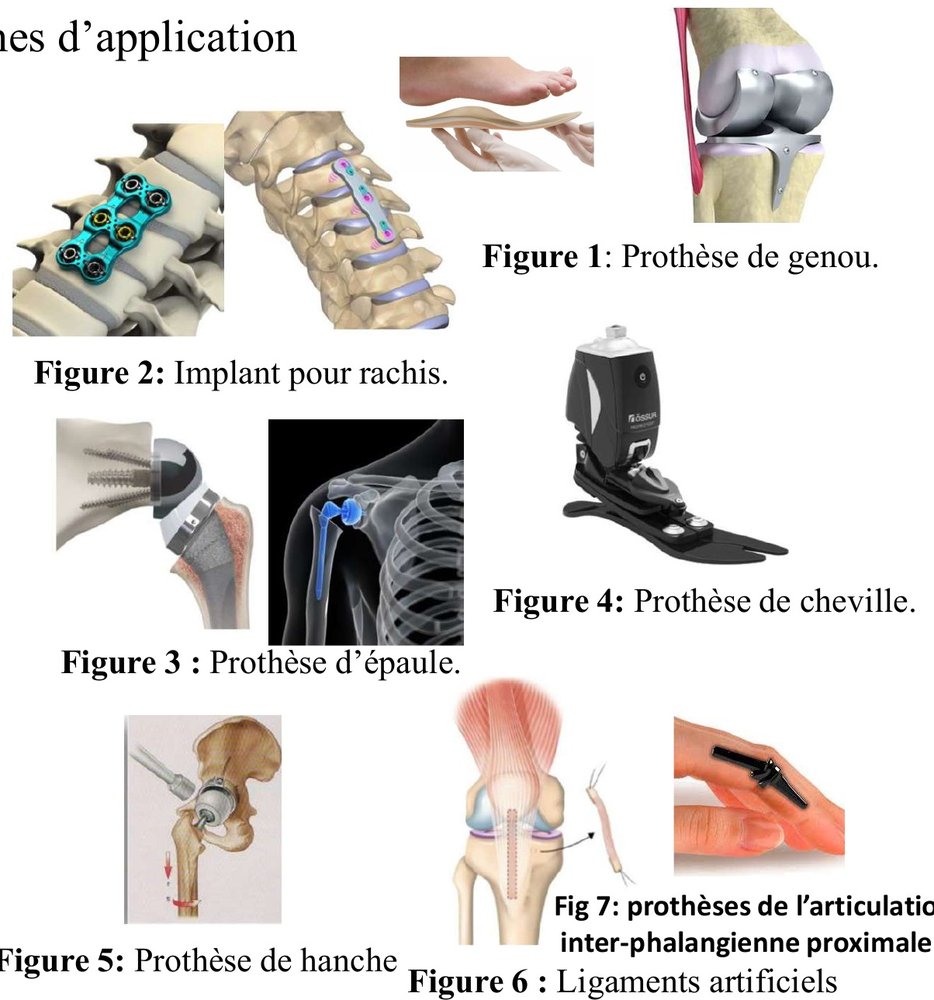 d’application
Figure 1: Prothèse de genou.
Figure 2: Implant pour rachis.
össur
Figure 4: Prothèse de cheville.
Figure 3 : Prothèse d’épaule.
Fig 7: prothèses de l’articulatio
inter-phalangienne proximale
Figure 5: Prothèse de hanche
Figure 6 : Ligaments artificiels